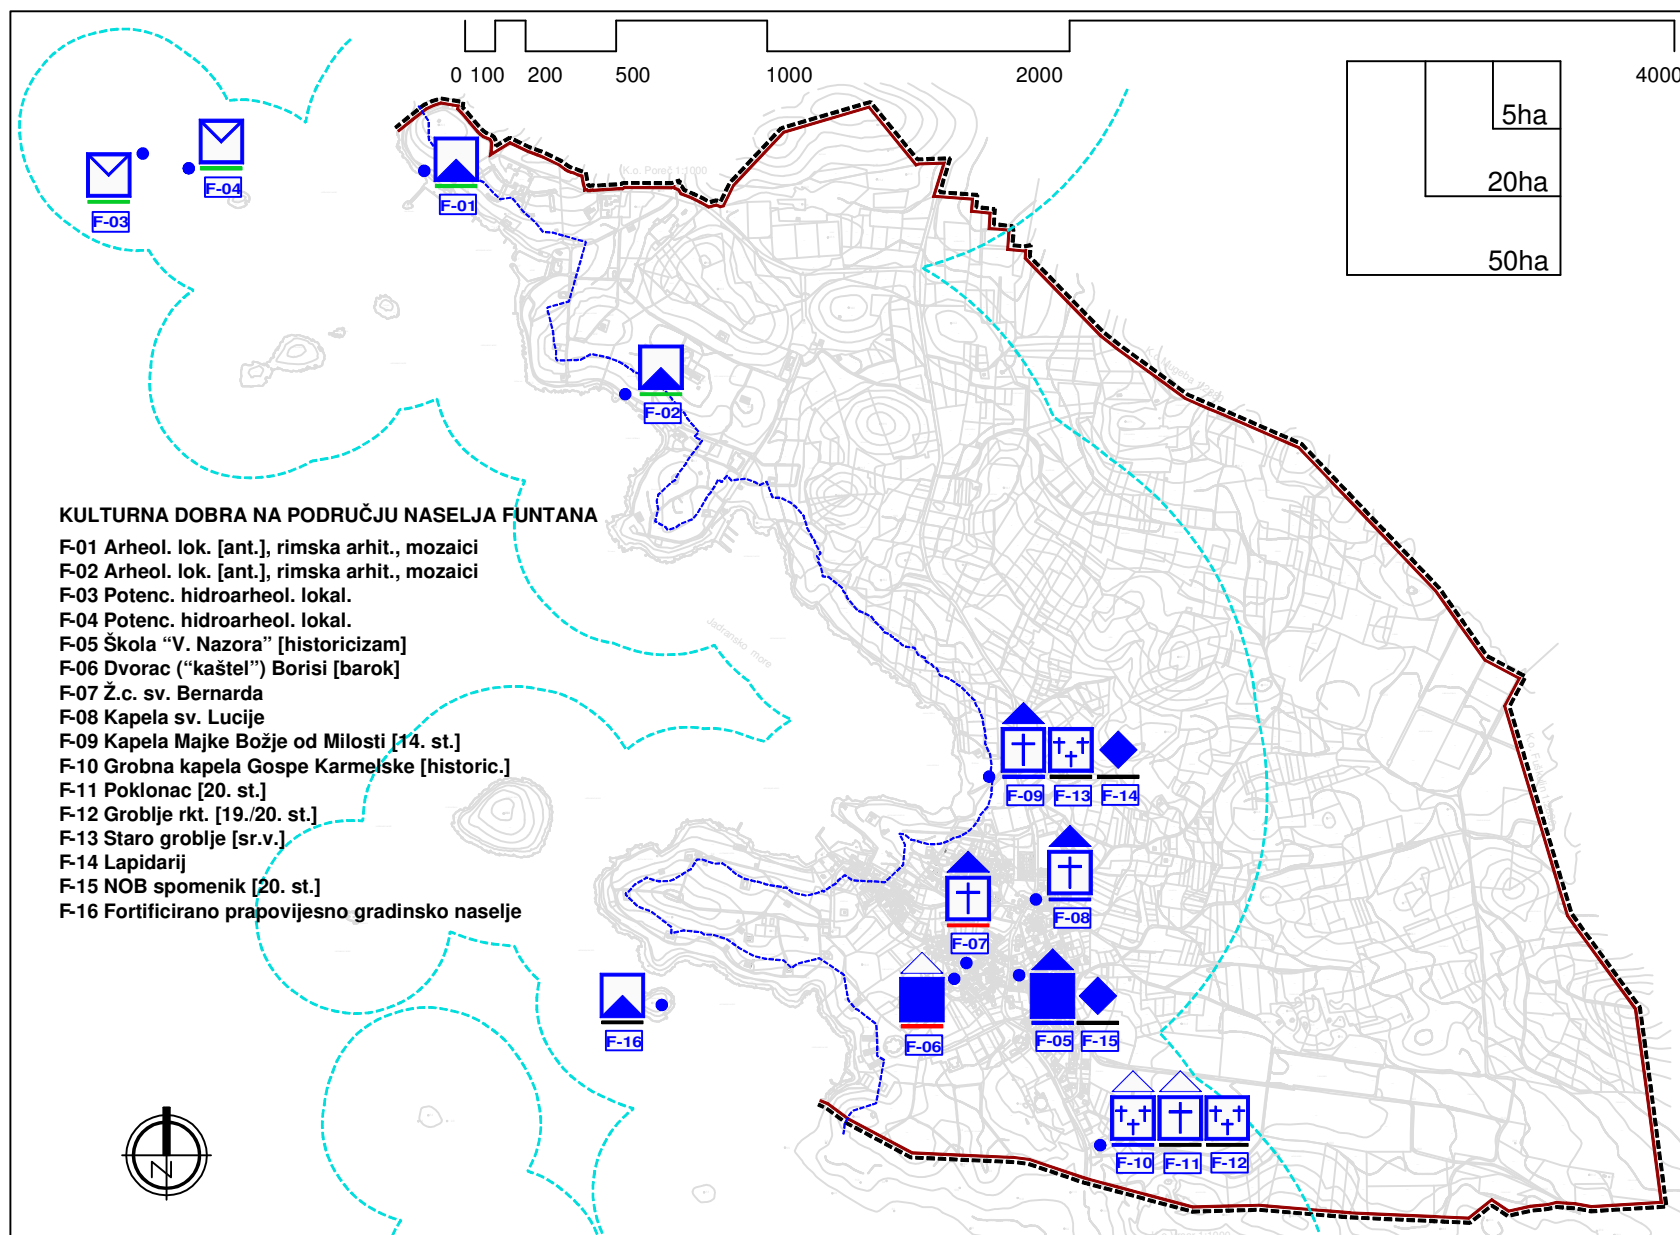 0 100 200 500 1000 2000 4000
5ha
20ha
50ha
K.o. Poreč 1:1000
F-04
F-03
F-01
F-02
Jadransko more
KULTURNA DOBRA NA PODRUČJU NASELJA FUNTANA
F-01 Arheol. lok. [ant.], rimska arhit., mozaici
F-02 Arheol. lok. [ant.], rimska arhit., mozaici
F-03 Potenc. hidroarheol. lokal.
F-04 Potenc. hidroarheol. lokal.
F-05 Škola “V. Nazora” [historicizam]
F-06 Dvorac (“kaštel”) Borisi [barok]
F-07 Ž.c. sv. Bernarda
F-08 Kapela sv. Lucije
F-09 Kapela Majke Božje od Milosti [14. st.]
F-10 Grobna kapela Gospe Karmelske [historic.]
F-11 Poklonac [20. st.]
F-12 Groblje rkt. [19./20. st.]
F-13 Staro groblje [sr.v.]
F-14 Lapidarij
F-15 NOB spomenik [20. st.]
F-16 Fortificirano prapovijesno gradinsko naselje
F-09 F-13 F-14
F-08
F-07
F-16
F-06
F-05 F-15
F-10 F-11 F-12
N